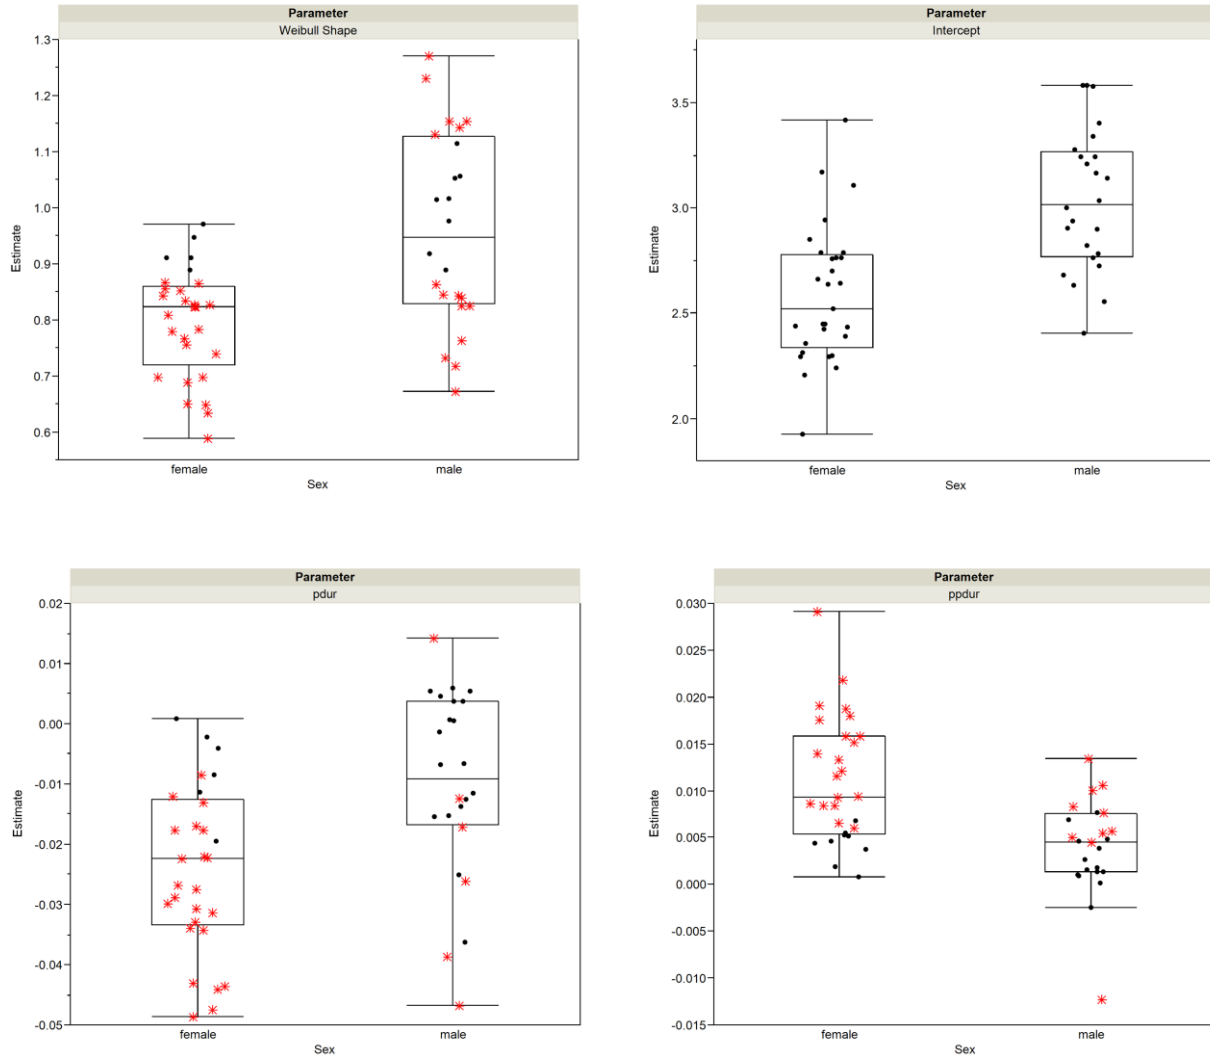 Parameter
Weibull Shape
1.3
1.2
1.1
1.0
0.9
0.8
0.7
0.6
Estimate
female
male
Sex
Parameter
Intercept
3.5
3.0
2.5
2.0
Estimate
female
male
Sex
Parameter
pdur
0.02
0.01
0.00
-0.01
-0.02
-0.03
-0.04
-0.05
Estimate
female
male
Sex
Parameter
ppdur
0.030
0.025
0.020
0.015
0.010
0.005
0.000
-0.005
-0.010
-0.015
Estimate
female
male
Sex